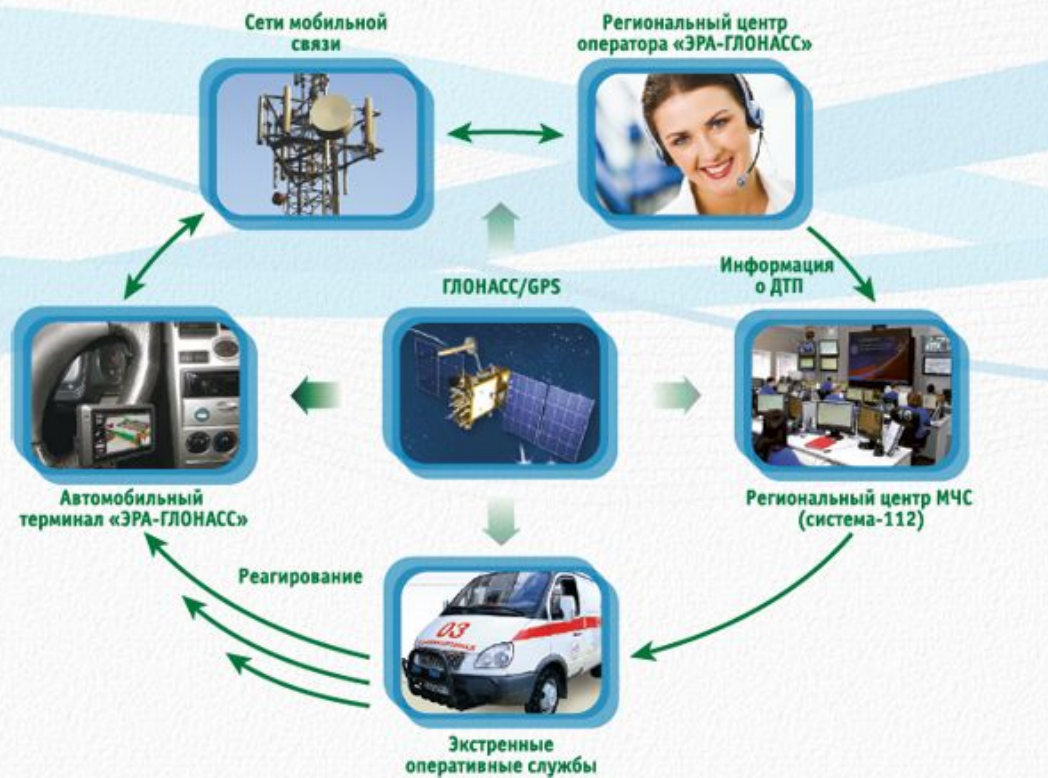 Сети мобильной
связи
Региональный центр
оператора «ЭРА-ГЛОНАСС»
ГЛОНАСС/GPS
Информация
о ДТП
Автомобильный
терминал «ЭРА-ГЛОНАСС»
Региональный центр МЧС
(система-112)
Реагирование
03
Экстренные
оперативные службы